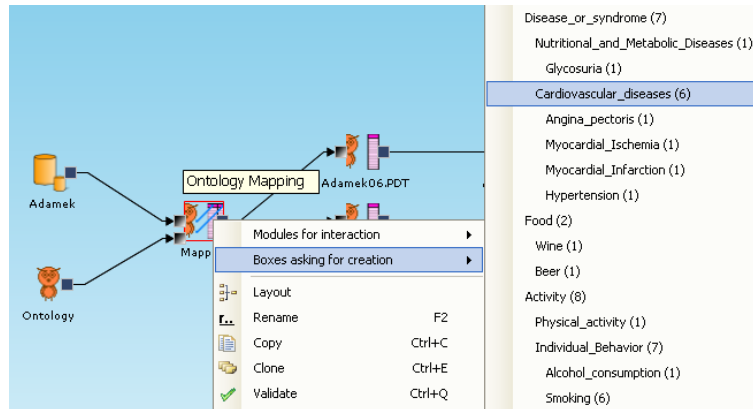 Adamek
Ontology
Ontology Mapping
Mapp
Adamek06.PDT
Modules for interaction
Boxes asking for creation
Layout
r... Rename F2
Copy Ctrl+C
Clone Ctrl+E
Validate Ctrl+Q
Disease_or_syndrome (7)
Nutritional_and_Metabolic_Diseases (1)
Glycosuria (1)
Cardiovascular_diseases (6)
Angina_pectoris (1)
Myocardial_Ischemia (1)
Myocardial_Infarction (1)
Hypertension (1)
Food (2)
Wine (1)
Beer (1)
Activity (8)
Physical_activity (1)
Individual_Behavior (7)
Alcohol_consumption (1)
Smoking (6)